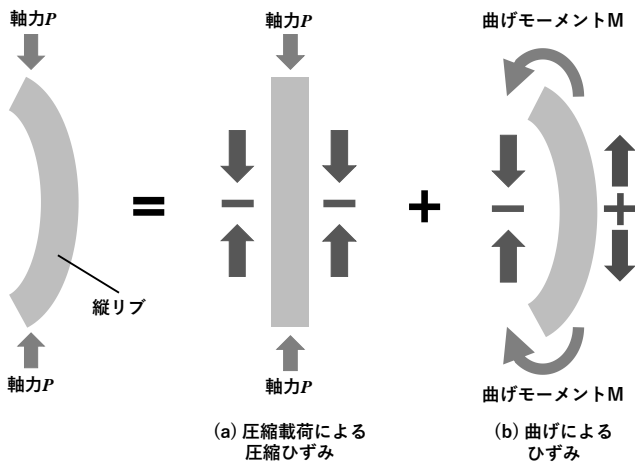 軸力P
軸力P
曲げモーメントM
縦リブ
=
−
−
+
−
+
軸力P
軸力P
曲げモーメントM
(a) 圧縮載荷による
圧縮ひずみ
(b) 曲げによる
ひずみ